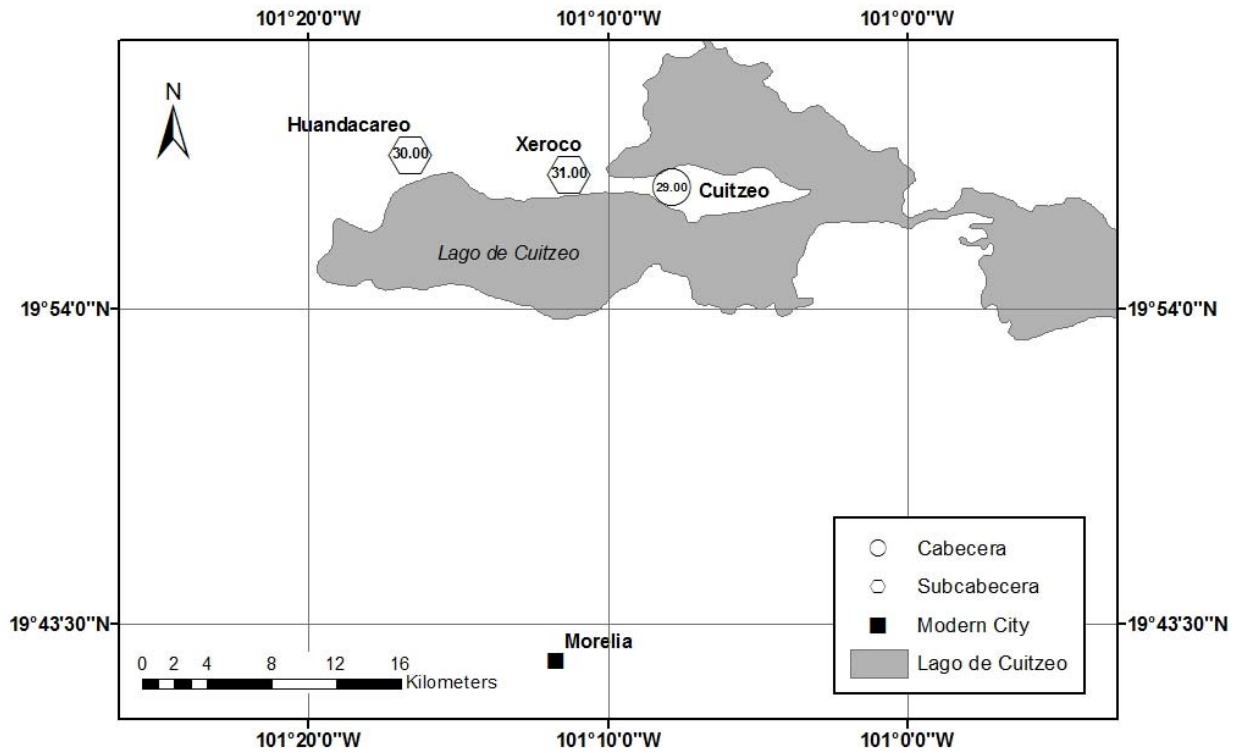 101°20'0"W 101°10'0"W 101°0'0"W
N
Huandacareo
30.00
Xeroco
31.00
29.00 Cuitzeo
Lago de Cuitzeo
19°54'0"N 19°54'0"N
Cabecera
Subcabecera
19°43'30"N 19°43'30"N
Modern City
Morelia
Lago de Cuitzeo
0 2 4 8 12 16
Kilometers
101°20'0"W 101°10'0"W 101°0'0"W